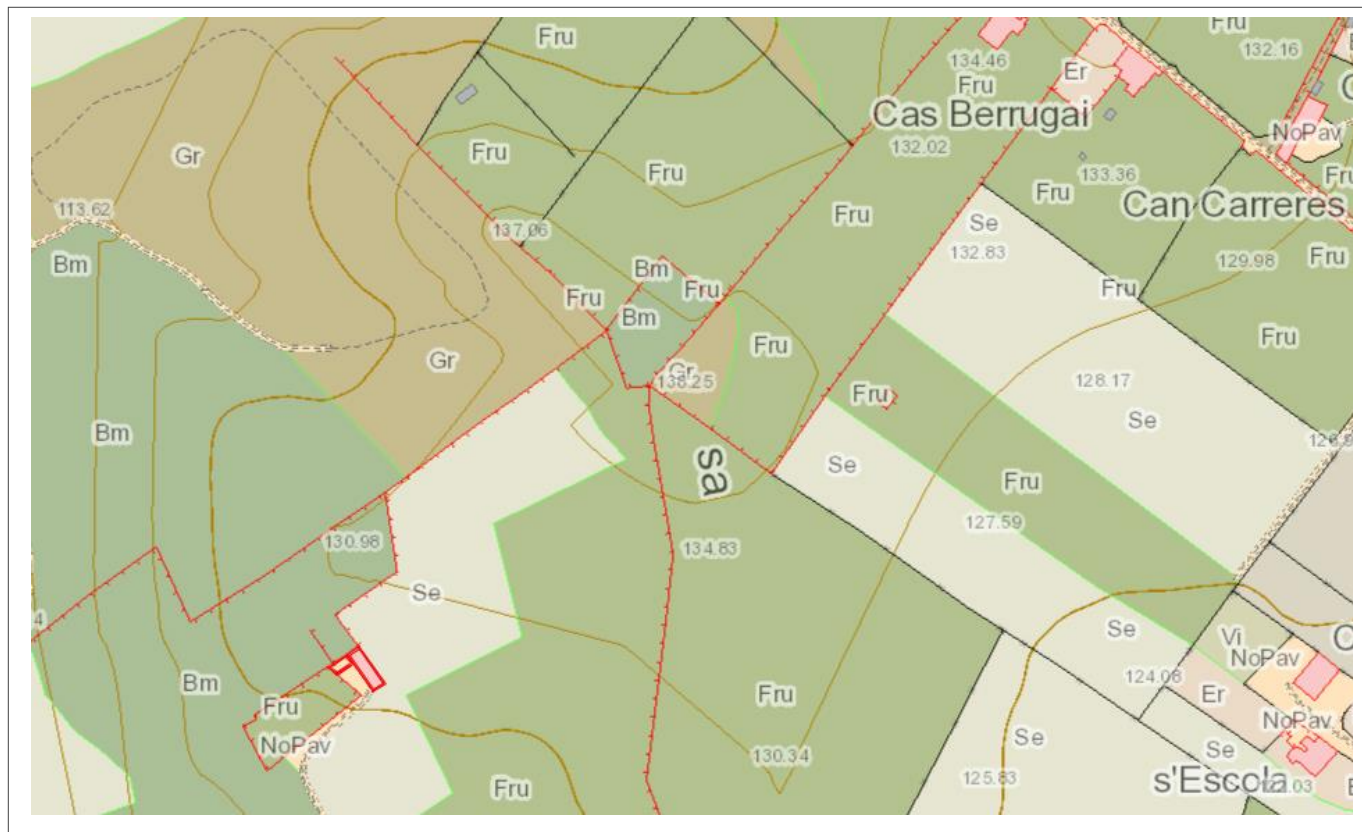 Fru
Fru
132.16
134.46
Fru
Er
Cas Berrugai
132.02
NoPav
Gr
Fru
Fru
133.36
Fru
Fru
Can Carreres
113.62
137.06
Fru
Se
132.83
129.98
Fru
Bm
Bm
Fru
Fru
Fru
Bm
Fru
Fru
Gr
Gr
138.25
128.17
Fru
Se
Bm
sa
Se
Fru
127.59
130.98
134.83
Se
Se
Vi
NoPav
124.08
Bm
Er
Fru
Fru
NoPav
NoPav
Se
Se
130.34
125.83
s'Escola
Fru